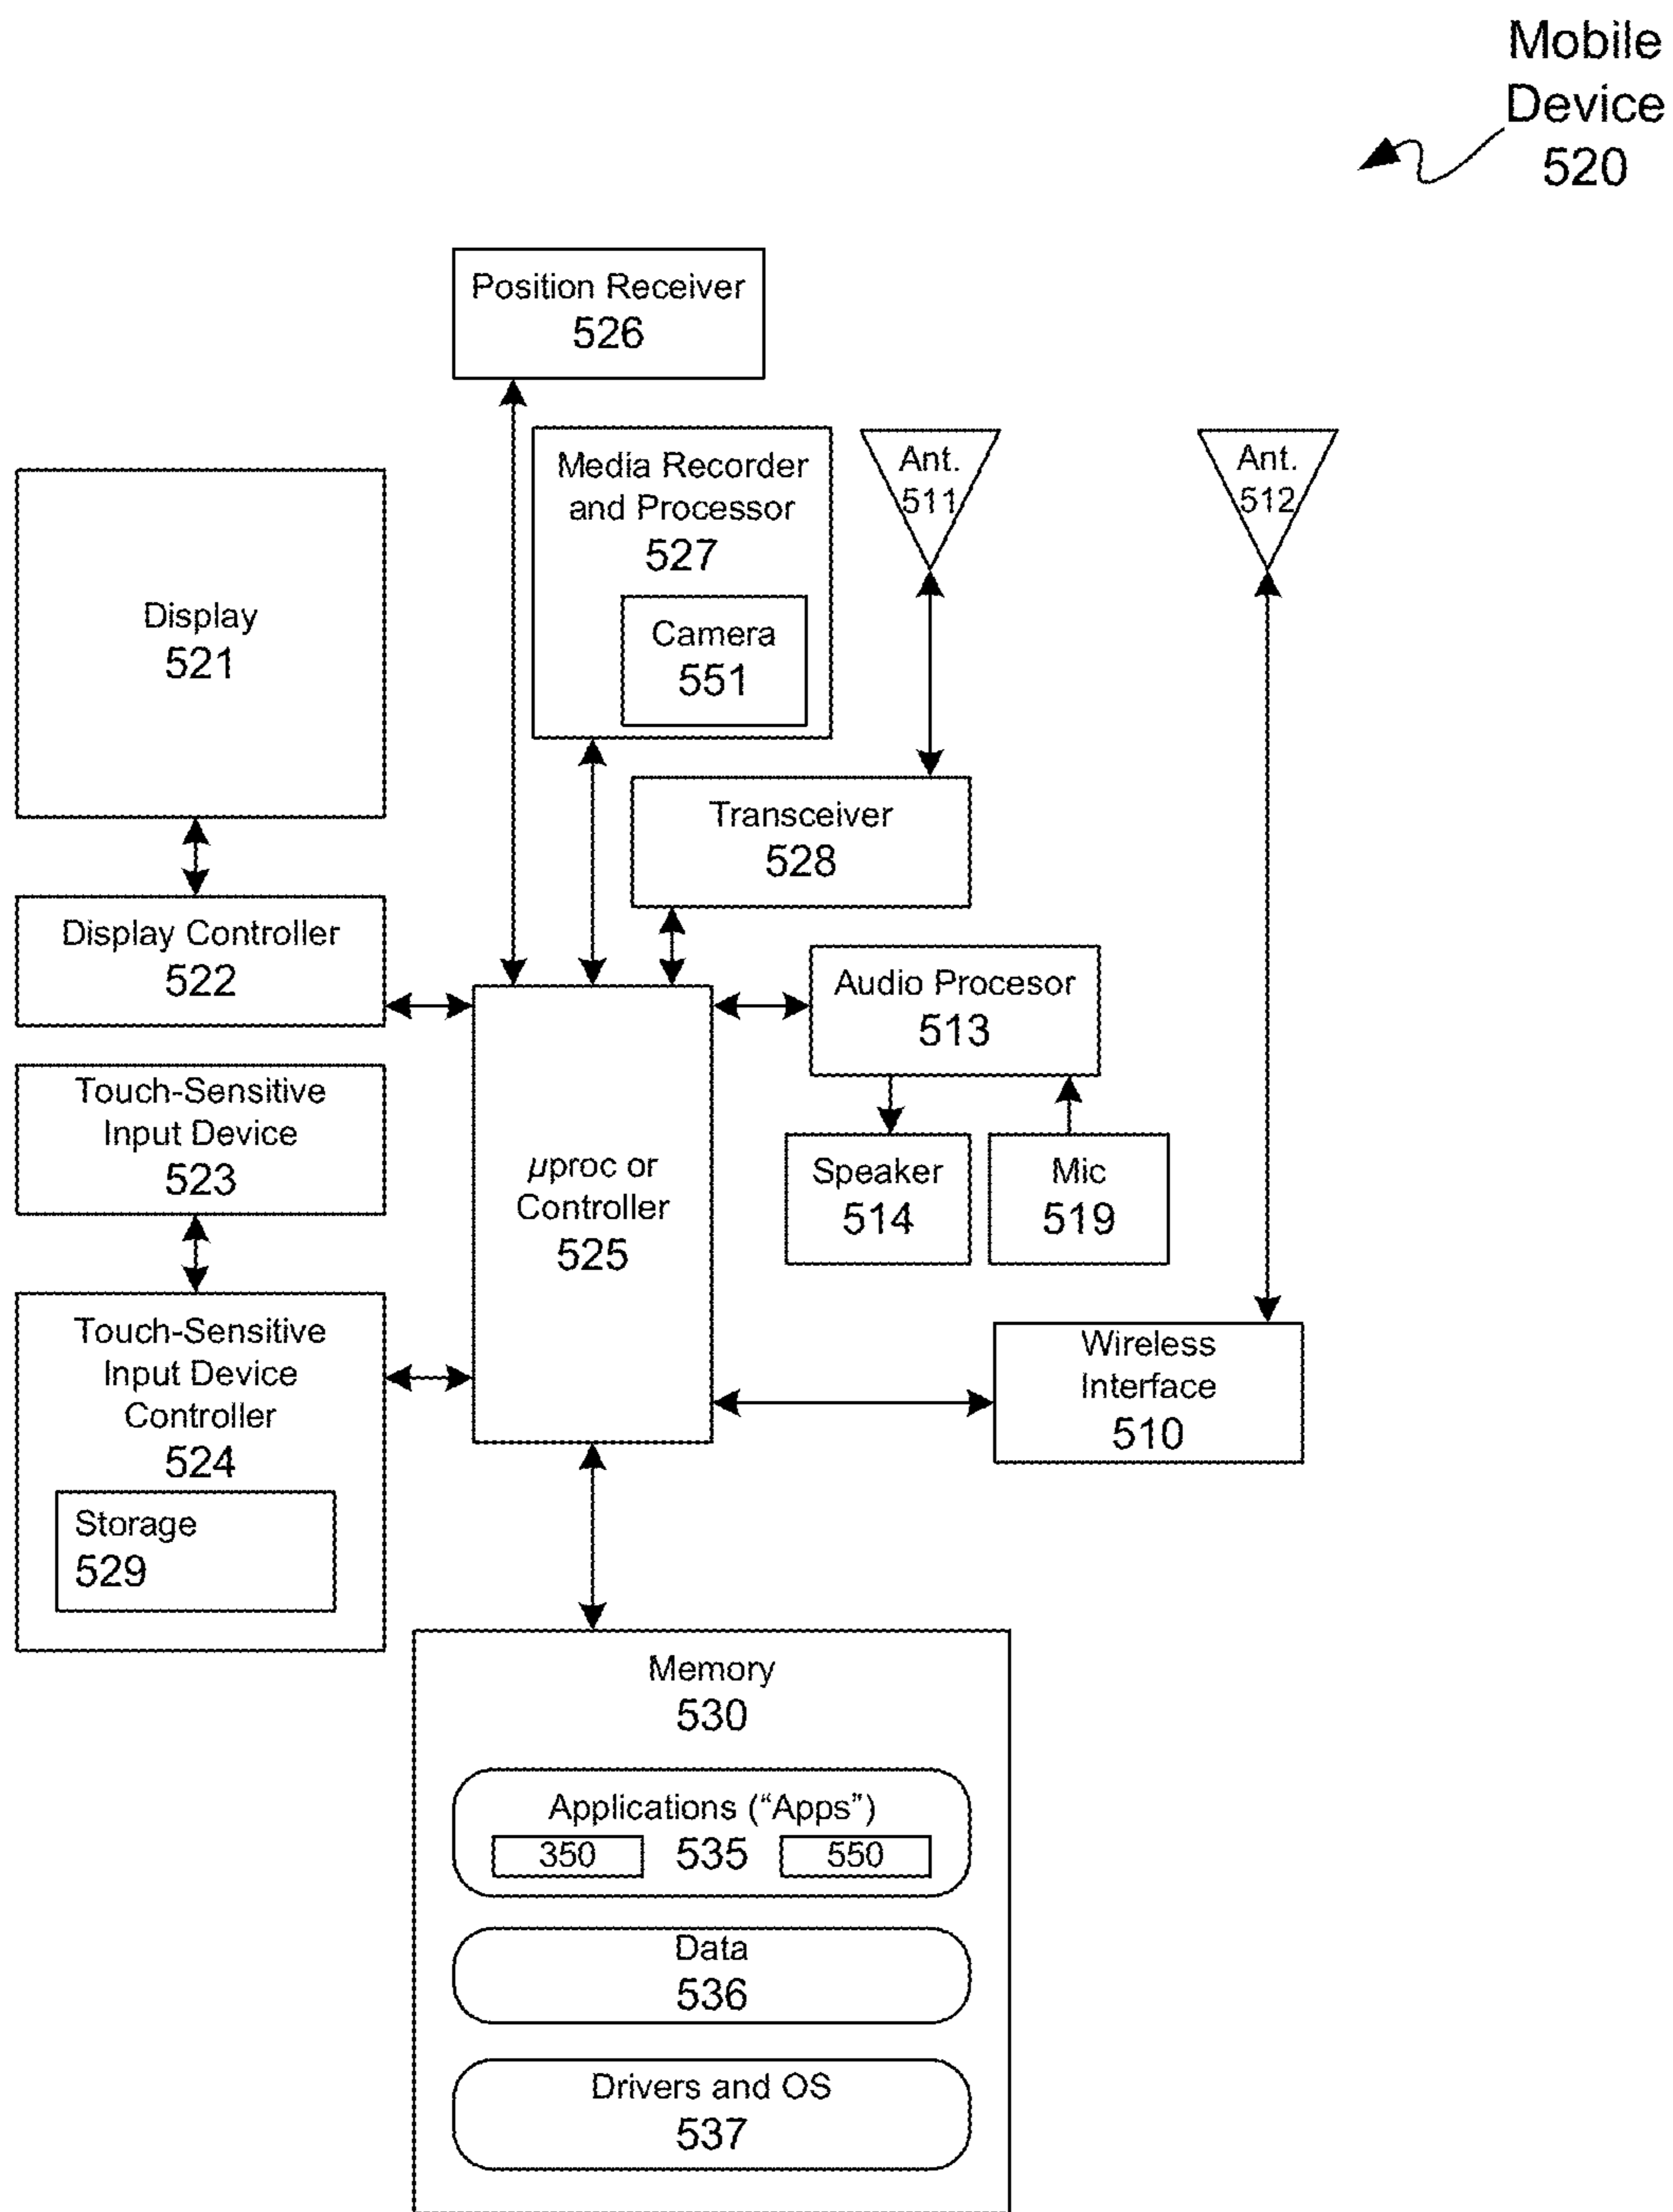 Mobile
Device
520
Position Receiver
526
Media Recorder
and Processor
527
Camera
551
Ant.
511
Ant.
512
Display
521
Transceiver
528
Display Controller
522
Audio Procesor
513
Touch-Sensitive
Input Device
523
µproc or
Controller
525
Speaker
514
Mic
519
Touch-Sensitive
Input Device
Controller
524
Storage
529
Wireless
Interface
510
Memory
530
Applications (“Apps”)
350 535 550
Data
536
Drivers and OS
537